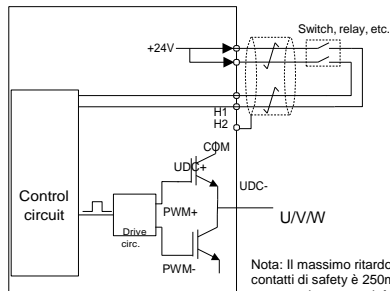 Switch, relay, etc.
+24V
H1
H2
COM
UDC+
UDC-
Control
circuit
Drive
circ.
PWM+
PWM-
U/V/W
Nota: Il massimo ritardo
contatti di safety è 250m